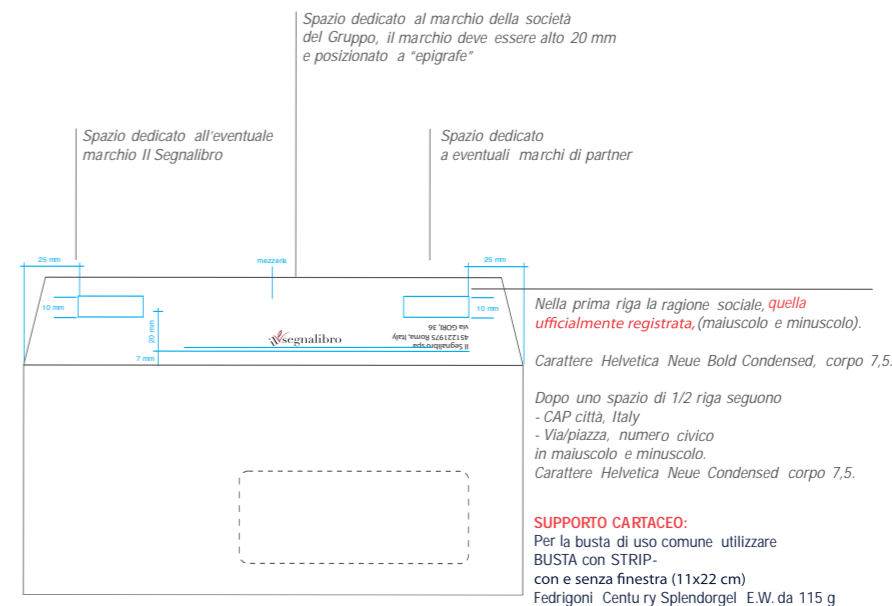 Spazio dedicato al marchio della società
del Gruppo, il marchio deve essere alto 20 mm
e posizionato a “epigrafe”
Spazio dedicato all’eventuale
marchio Il Segnalibro
Spazio dedicato
a eventuali marchi di partner
25 mm
mezzeria
25 mm
10 mm
10 mm
20 mm
7 mm
il segnalibro
Il Segnalibro spa
451221975 Roma, Italy
via GORI, 36
Nella prima riga la ragione sociale, quella
ufficialmente registrata, (maiuscolo e minuscolo).
Carattere Helvetica Neue Bold Condensed, corpo 7,5.
Dopo uno spazio di 1/2 riga seguono
- CAP città, Italy
- Via/piazza, numero civico
in maiuscolo e minuscolo.
Carattere Helvetica Neue Condensed corpo 7,5.
SUPPORTO CARTACEO:
Per la busta di uso comune utilizzare
BUSTA con STRIP-
con e senza finestra (11x22 cm)
Fedrigoni Centu ry Splendorgel E.W. da 115 g